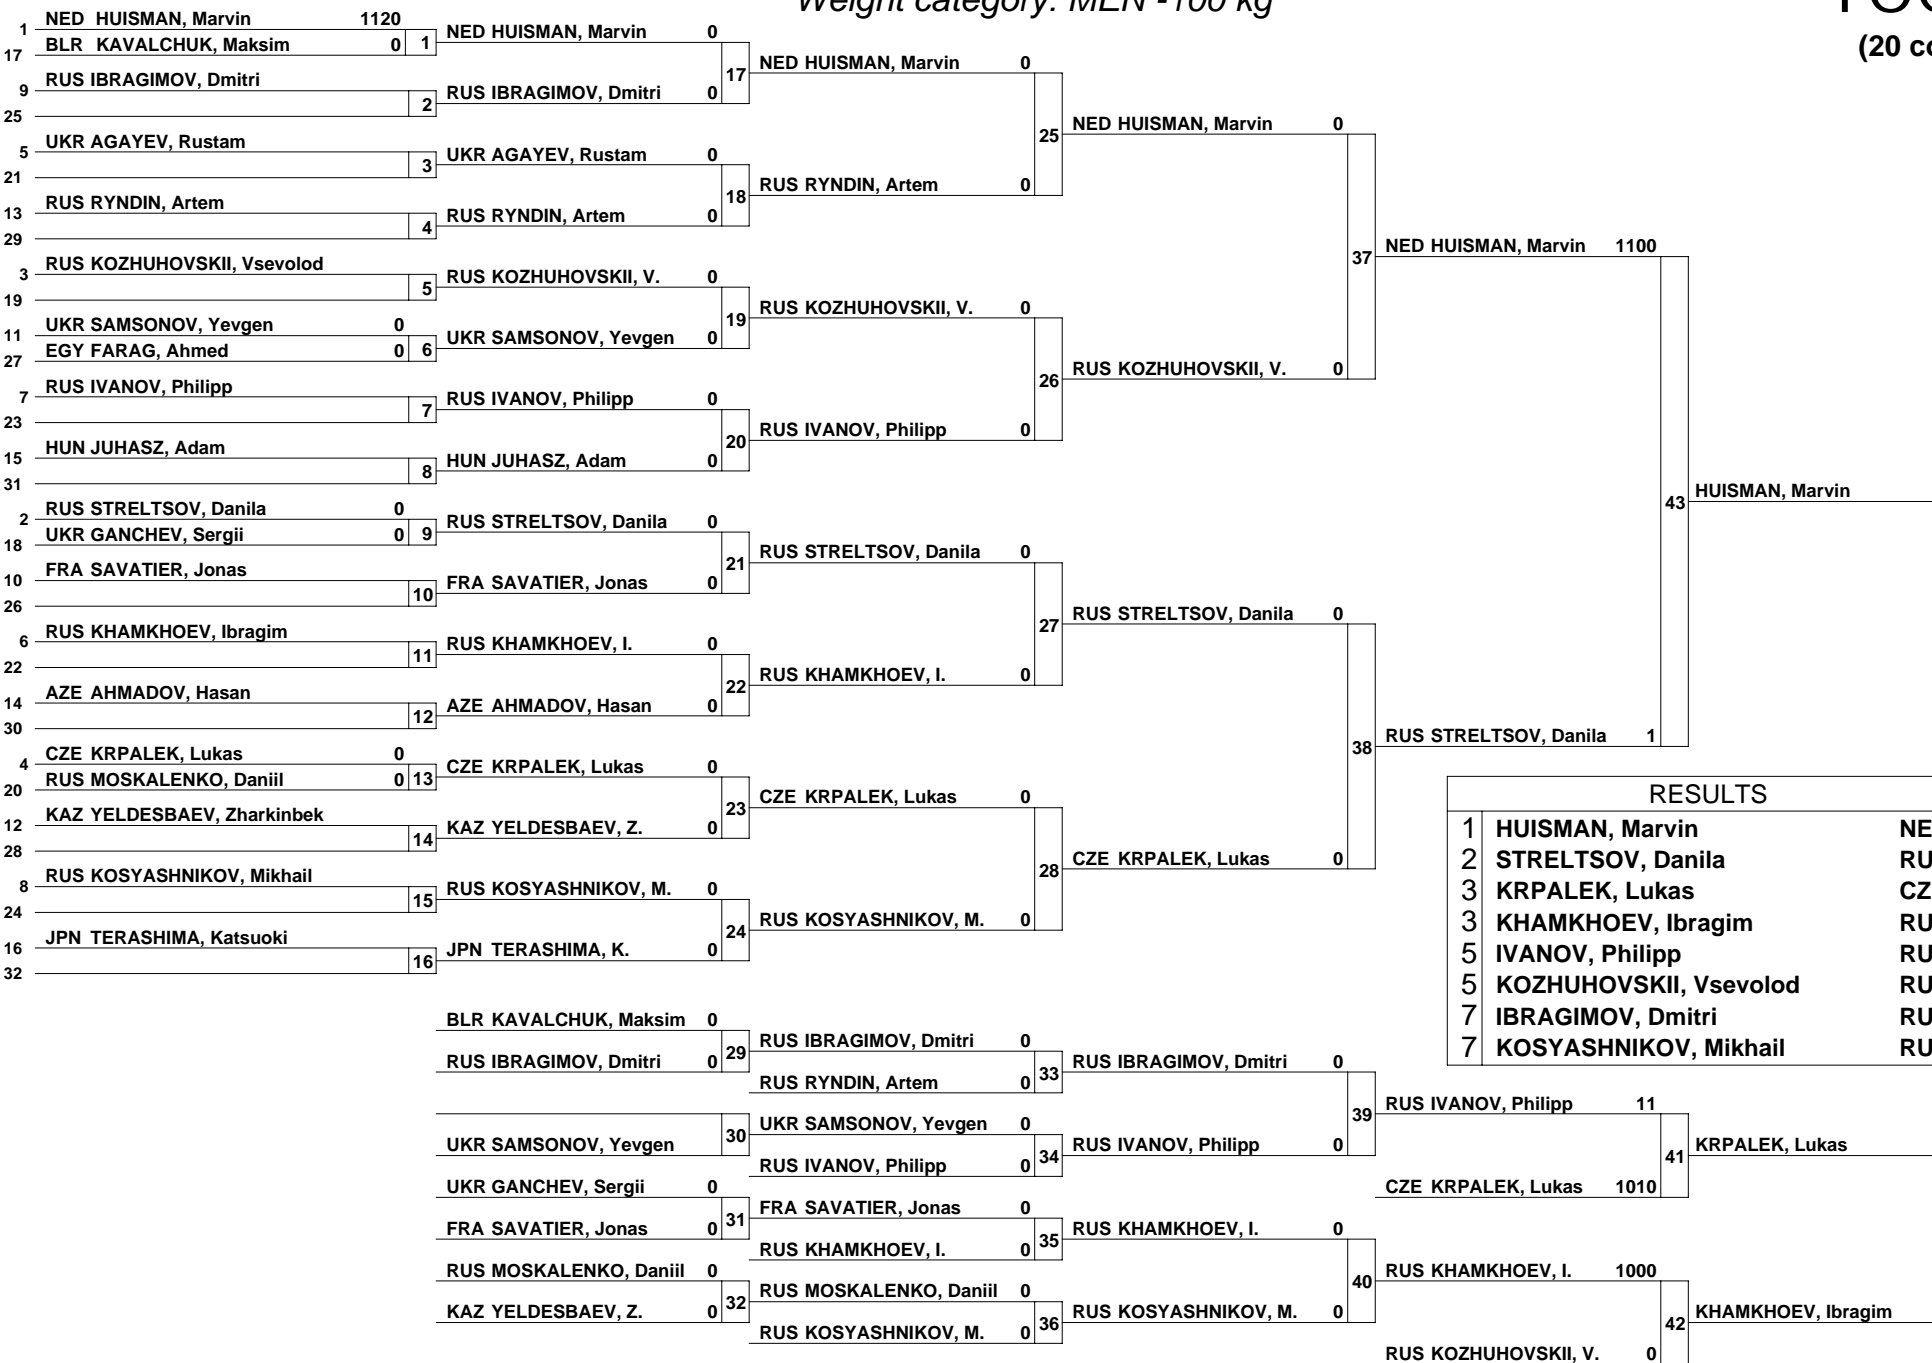 Weight category: MEN -100 kg
(20 co
1 NED HUISMAN, Marvin 1120
17 BLR KAVALCHUK, Maksim 0 1
9 RUS IBRAGIMOV, Dmitri
25 2
5 UKR AGAYEV, Rustam
21 3
13 RUS RYNDIN, Artem
29 4
3 RUS KOZHUHOVSKII, Vsevolod
19 5
11 UKR SAMSONOV, Yevgen 0
27 EGY FARAG, Ahmed 0 6
7 RUS IVANOV, Philipp
23 7
15 HUN JUHASZ, Adam
31 8
2 RUS STRELTSOV, Danila 0
18 UKR GANCHEV, Sergii 0 9
10 FRA SAVATIER, Jonas
26 10
6 RUS KHAMKHOEV, Ibragim
22 11
14 AZE AHMADOV, Hasan
30 12
4 CZE KRPALEK, Lukas 0
20 RUS MOSKALENKO, Daniil 0 13
12 KAZ YELDESBAEV, Zharkinbek
28 14
8 RUS KOSYASHNIKOV, Mikhail
24 15
16 JPN TERASHIMA, Katsuoki
32 16
NED HUISMAN, Marvin 0
17
RUS IBRAGIMOV, Dmitri 0
UKR AGAYEV, Rustam 0
18
RUS RYNDIN, Artem 0
RUS KOZHUHOVSKII, V. 0
19
UKR SAMSONOV, Yevgen 0
RUS IVANOV, Philipp 0
20
HUN JUHASZ, Adam 0
RUS STRELTSOV, Danila 0
21
FRA SAVATIER, Jonas 0
RUS KHAMKHOEV, I. 0
22
AZE AHMADOV, Hasan 0
CZE KRPALEK, Lukas 0
23
KAZ YELDESBAEV, Z. 0
RUS KOSYASHNIKOV, M. 0
24
JPN TERASHIMA, K. 0
NED HUISMAN, Marvin 0
25
RUS RYNDIN, Artem 0
RUS KOZHUHOVSKII, V. 0
26
RUS IVANOV, Philipp 0
RUS STRELTSOV, Danila 0
27
RUS KHAMKHOEV, I. 0
CZE KRPALEK, Lukas 0
28
RUS KOSYASHNIKOV, M. 0
NED HUISMAN, Marvin 0
37
RUS KOZHUHOVSKII, V. 0
RUS STRELTSOV, Danila 0
38
CZE KRPALEK, Lukas 0
NED HUISMAN, Marvin 1100
43
RUS STRELTSOV, Danila 1
HUISMAN, Marvin
RESULTS
1 HUISMAN, Marvin NE
2 STRELTSOV, Danila RU
3 KRPALEK, Lukas CZ
3 KHAMKHOEV, Ibragim RU
5 IVANOV, Philipp RU
5 KOZHUHOVSKII, Vsevolod RU
7 IBRAGIMOV, Dmitri RU
7 KOSYASHNIKOV, Mikhail RU
BLR KAVALCHUK, Maksim 0
29
RUS IBRAGIMOV, Dmitri 0
30
UKR SAMSONOV, Yevgen
UKR GANCHEV, Sergii 0
31
FRA SAVATIER, Jonas 0
RUS MOSKALENKO, Daniil 0
32
KAZ YELDESBAEV, Z. 0
RUS IBRAGIMOV, Dmitri 0
33
RUS RYNDIN, Artem 0
UKR SAMSONOV, Yevgen 0
34
RUS IVANOV, Philipp 0
FRA SAVATIER, Jonas 0
35
RUS KHAMKHOEV, I. 0
RUS MOSKALENKO, Daniil 0
36
RUS KOSYASHNIKOV, M. 0
RUS IBRAGIMOV, Dmitri 0
39
RUS IVANOV, Philipp 0
RUS KHAMKHOEV, I. 0
40
RUS KOSYASHNIKOV, M. 0
RUS IVANOV, Philipp 11
41
CZE KRPALEK, Lukas 1010
KRPALEK, Lukas
RUS KHAMKHOEV, I. 1000
42
RUS KOZHUHOVSKII, V. 0
KHAMKHOEV, Ibragim